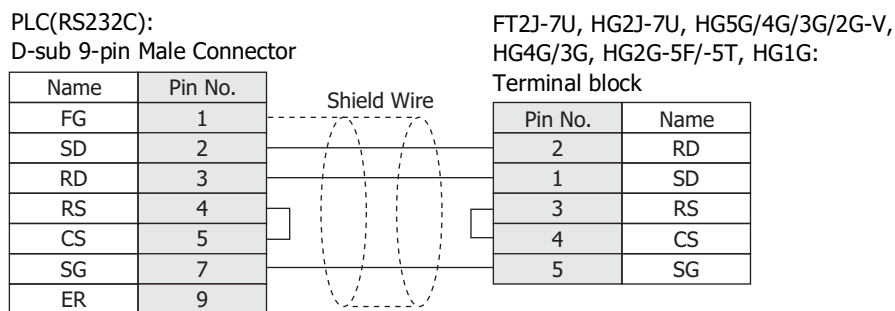 PLC(RS232C):
D-sub 9-pin Male Connector
Name Pin No.
FG 1
SD 2
RD 3
RS 4
CS 5
SG 7
ER 9
Shield Wire
FT2J-7U, HG2J-7U, HG5G/4G/3G/2G-V,
HG4G/3G, HG2G-5F/-5T, HG1G:
Terminal block
Pin No. Name
2 RD
1 SD
3 RS
4 CS
5 SG